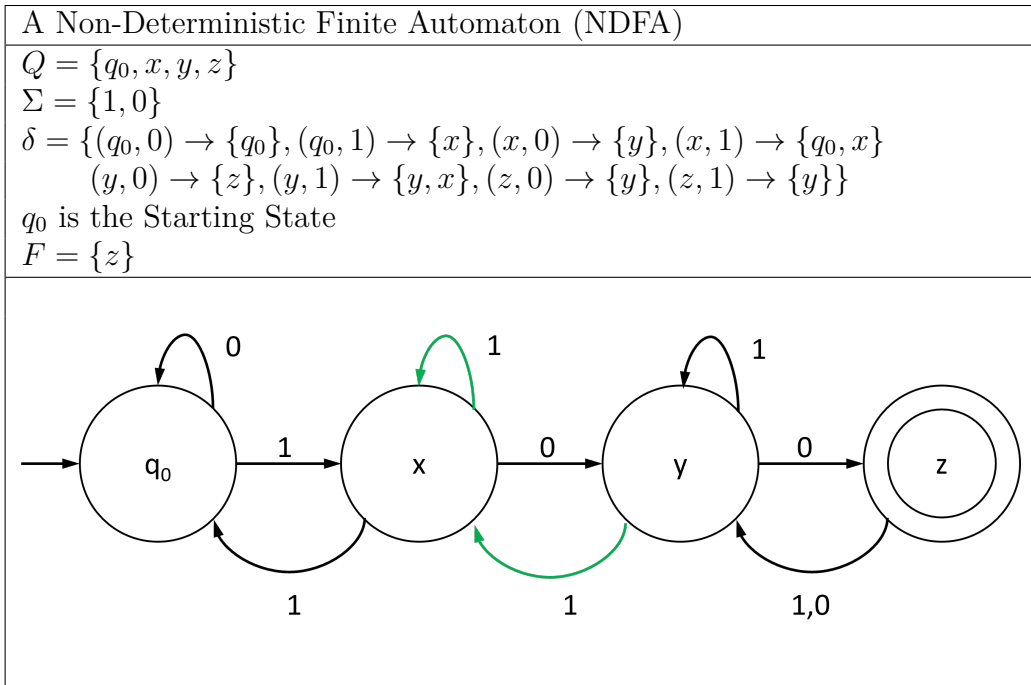 A Non-Deterministic Finite Automaton (NDFA)
Q = {q₀, x, y, z}
Σ = {1, 0}
δ = {(q₀, 0) → {q₀}, (q₀, 1) → {x}, (x, 0) → {y}, (x, 1) → {q₀, x}
(y, 0) → {z}, (y, 1) → {y, x}, (z, 0) → {y}, (z, 1) → {y}}
q₀ is the Starting State
F = {z}
0 1 1
q₀ 1 x 0 y 0 z
1 1 1,0